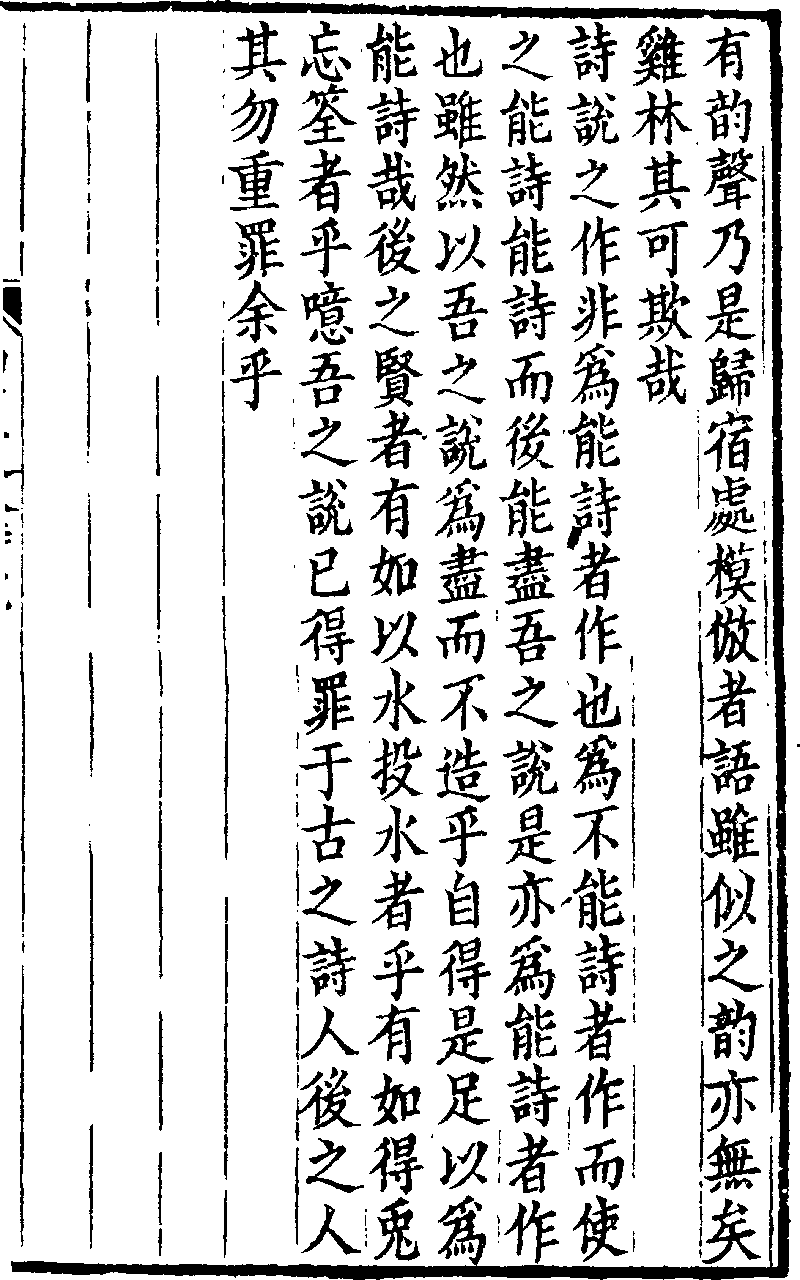 有韵聲乃是歸宿處模倣者語雖似之韵亦無矣
雞林其可欺哉
詩說之作非爲能詩者作也爲不能詩者作而使
之能詩能詩而後能盡吾之說是亦爲能詩者作
也雖然以吾之說爲盡而不造乎自得是足以爲
能詩哉後之賢者有如以水投水者乎有如得兎
忘筌者乎噫吾之說已得罪于古之詩人後之人
其勿重罪余乎